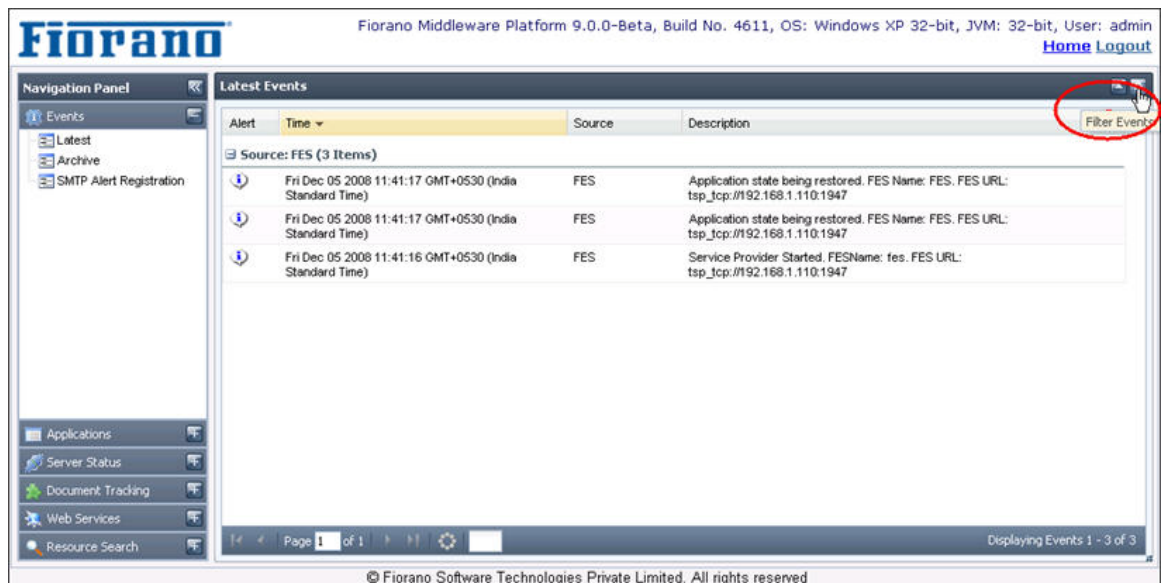 Fiorano
Fiorano Middleware Platform 9.0.0-Beta, Build No. 4611, OS: Windows XP 32-bit, JVM: 32-bit, User: admin
Home Logout
Navigation Panel
Events
Latest
Archive
SMTP Alert Registration
Applications
Server Status
Document Tracking
Web Services
Resource Search
Latest Events
Filter Events
Alert Time Source Description
Source: FES (3 Items)
Fri Dec 05 2008 11:41:17 GMT+0530 (India
Standard Time)
FES
Application state being restored. FES Name: FES. FES URL:
tsp_tcp://192.168.1.110:1947
Fri Dec 05 2008 11:41:17 GMT+0530 (India
Standard Time)
FES
Application state being restored. FES Name: FES. FES URL:
tsp_tcp://192.168.1.110:1947
Fri Dec 05 2008 11:41:16 GMT+0530 (India
Standard Time)
FES
Service Provider Started. FESName: fes. FES URL:
tsp_tcp://192.168.1.110:1947
Page 1 of 1
Displaying Events 1 - 3 of 3
© Fiorano Software Technologies Private Limited. All rights reserved